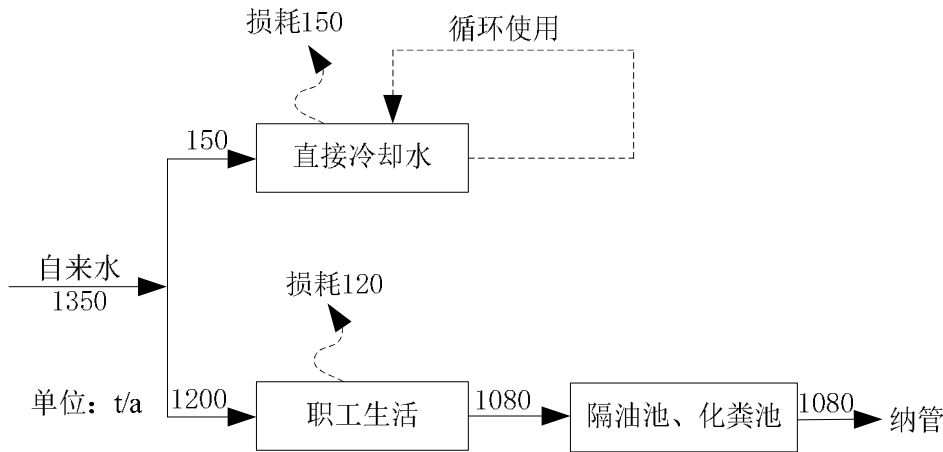 损耗150
循环使用
150
直接冷却水
自来水
1350
损耗120
单位：t/a
1200
职工生活
1080
隔油池、化粪池
1080
纳管